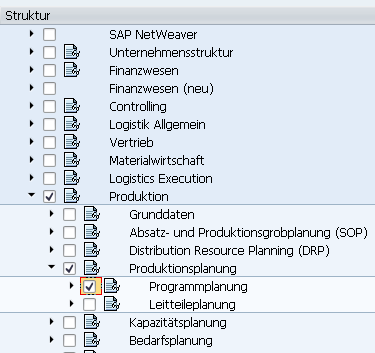 Struktur
SAP NetWeaver
Unternehmensstruktur
Finanzwesen
Finanzwesen (neu)
Controlling
Logistik Allgemein
Vertrieb
Materialwirtschaft
Logistics Execution
Produktion
Grunddaten
Absatz- und Produktionsgrobplanung (SOP)
Distribution Resource Planning (DRP)
Produktionsplanung
Programmplanung
Leitteileplanung
Kapazitätsplanung
Bedarfsplanung